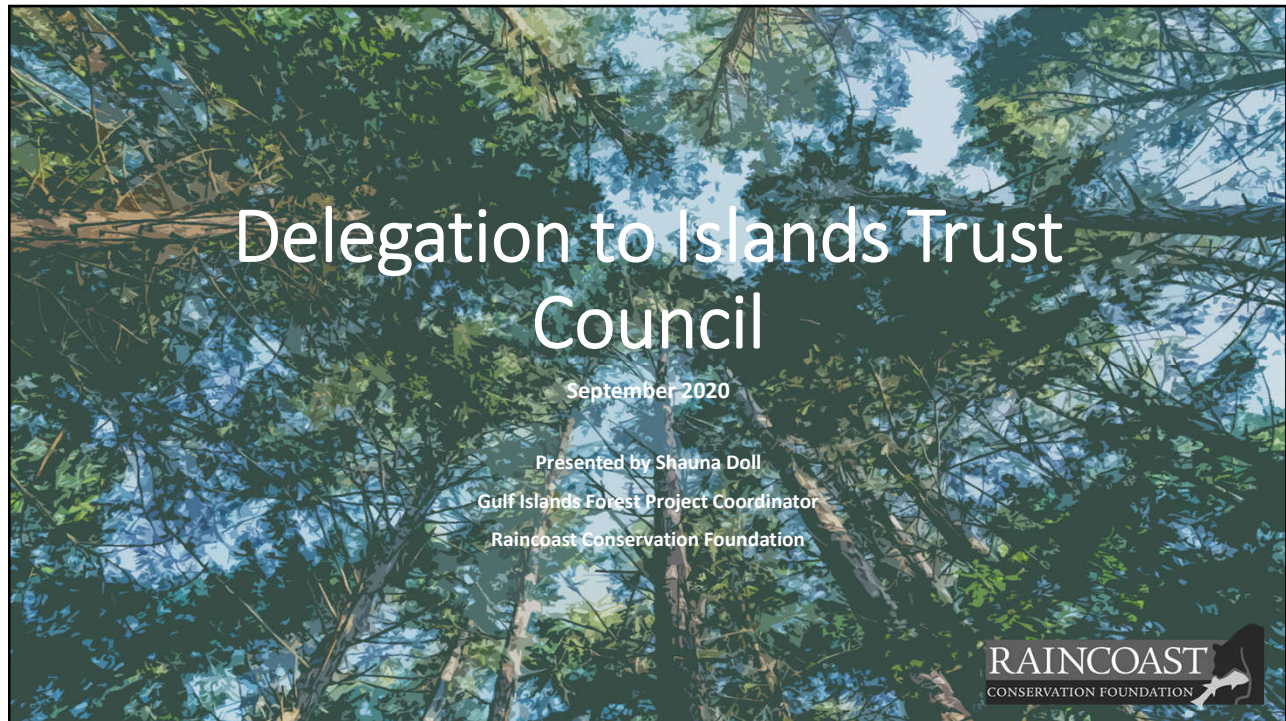 Delegation to Islands Trust
Council
September 2020
Presented by Shauna Doll
Gulf Islands Forest Project Coordinator
Raincoast Conservation Foundation
RAINCOAST
CONSERVATION FOUNDATION